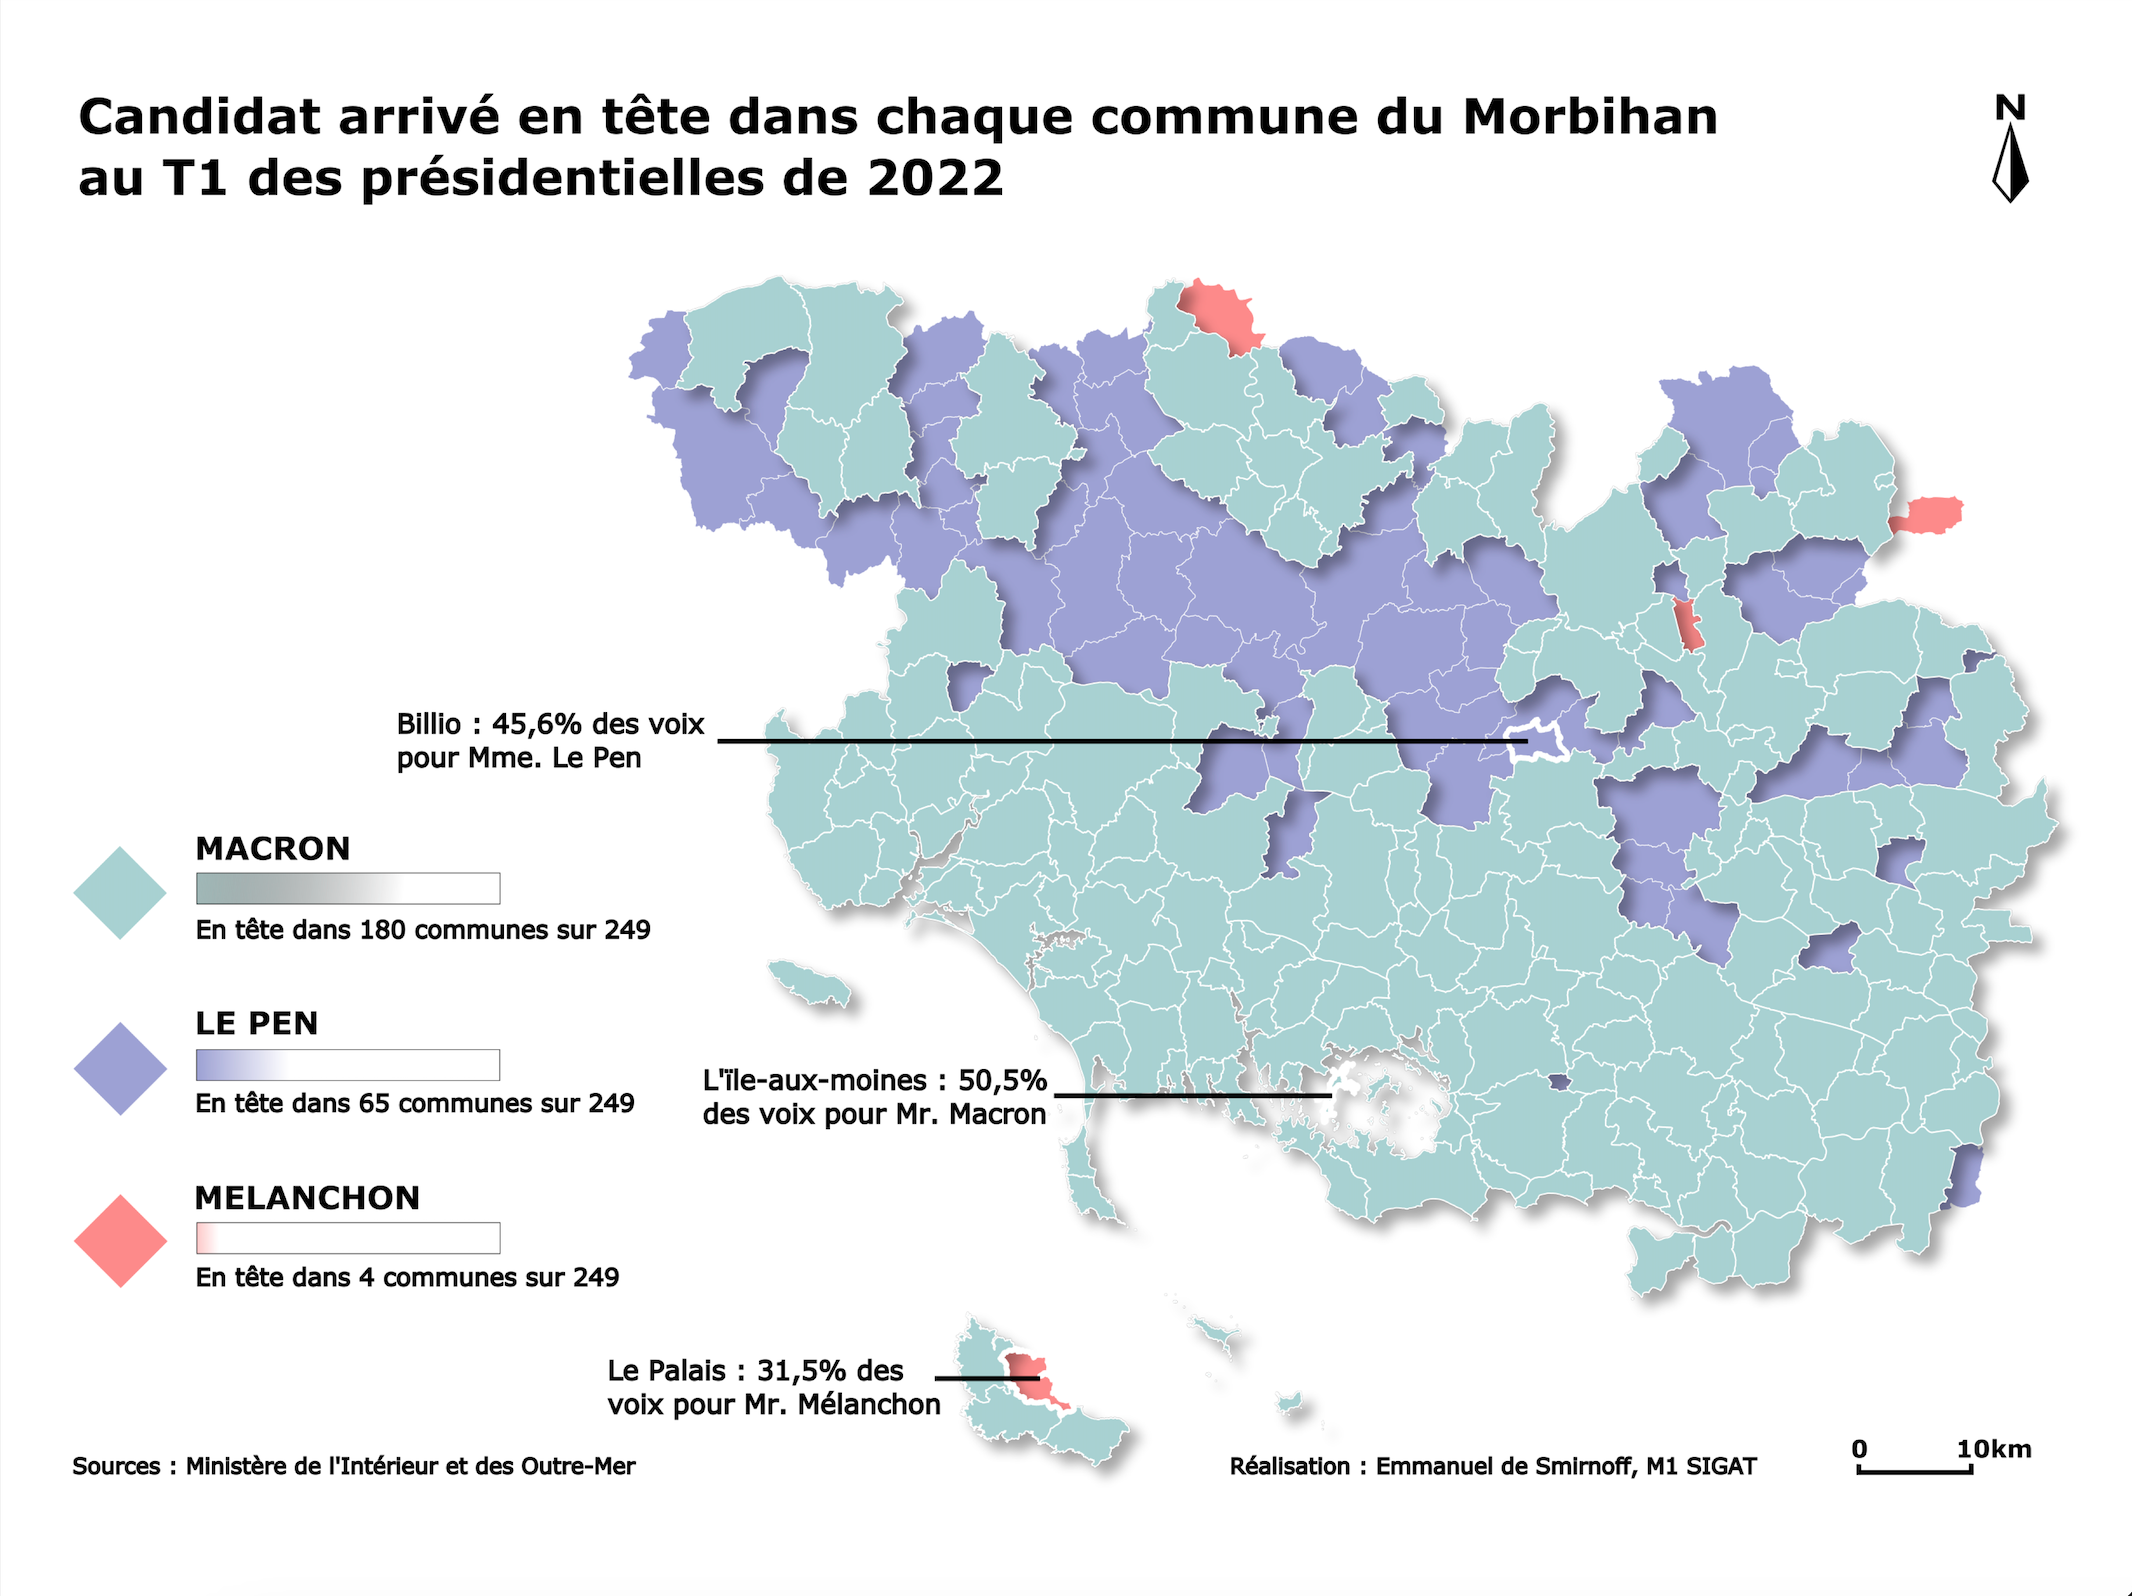 Candidat arrivé en tête dans chaque commune du Morbihan
au T1 des présidentielles de 2022
N
Billio : 45,6% des voix
pour Mme. Le Pen
MACRON
En tête dans 180 communes sur 249
LE PEN
En tête dans 65 communes sur 249
L'ïle-aux-moines : 50,5%
des voix pour Mr. Macron
MELANCHON
En tête dans 4 communes sur 249
Le Palais : 31,5% des
voix pour Mr. Mélanchon
Sources : Ministère de l'Intérieur et des Outre-Mer
Réalisation : Emmanuel de Smirnoff, M1 SIGAT
0 10km